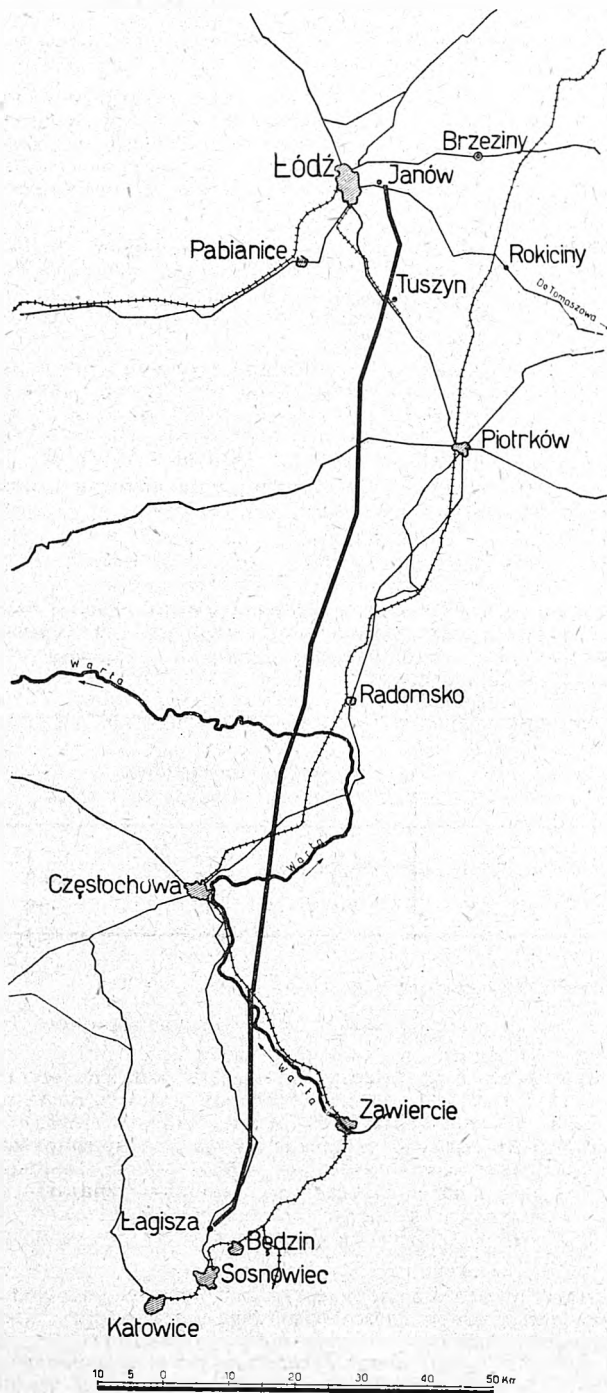 Brzeziny
Łódź
Janów
Pabianice
Rokiciny
Tuszyn
Do Tomaszowa
Piotrków
Warta
Radomsko
Warta
Częstochowa
Warta
Zawiercie
Łagisza
Będzin
Sosnowiec
Katowice
10 5 0 10 20 30 40 50 Km